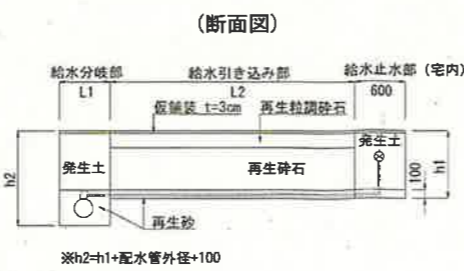 (断面図)
給水分岐部 給水引き込み部 給水止水部 (宅内)
L1 L2 600
仮舗装 t=3cm 再生粒調砕石
発生土 再生砕石 発生土
h2 100 h1
再生砂
※h2=h1+配水管外径+100